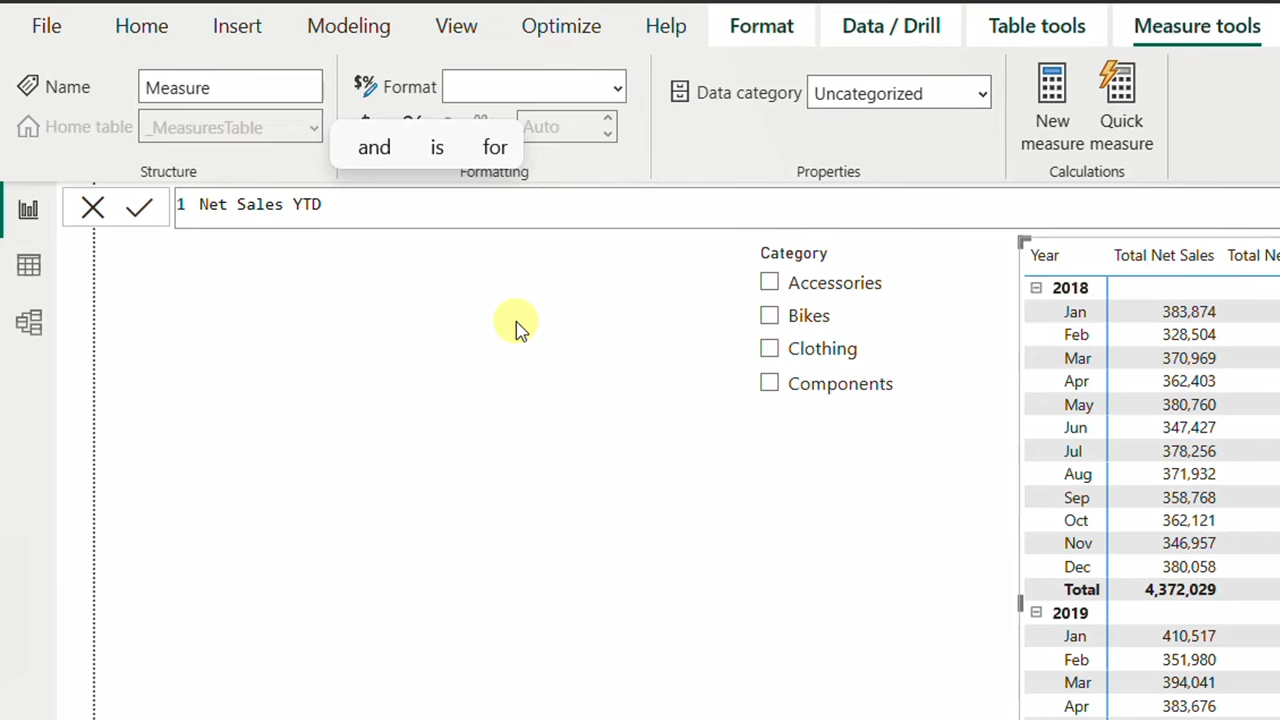 File Home Insert Modeling View Optimize Help Format Data / Drill Table tools Measure tools
Name Measure
Home table _MeasuresTable
Structure
$% Format
Auto
Formatting
and is for
Data category Uncategorized
Properties
New measure
Quick measure
Calculations
1 Net Sales YTD
Category
Accessories
Bikes
Clothing
Components
Year Total Net Sales Total
2018
Jan 383,874
Feb 328,504
Mar 370,969
Apr 362,403
May 380,760
Jun 347,427
Jul 378,256
Aug 371,932
Sep 358,768
Oct 362,121
Nov 346,957
Dec 380,058
Total 4,372,029
2019
Jan 410,517
Feb 351,980
Mar 394,041
Apr 383,676